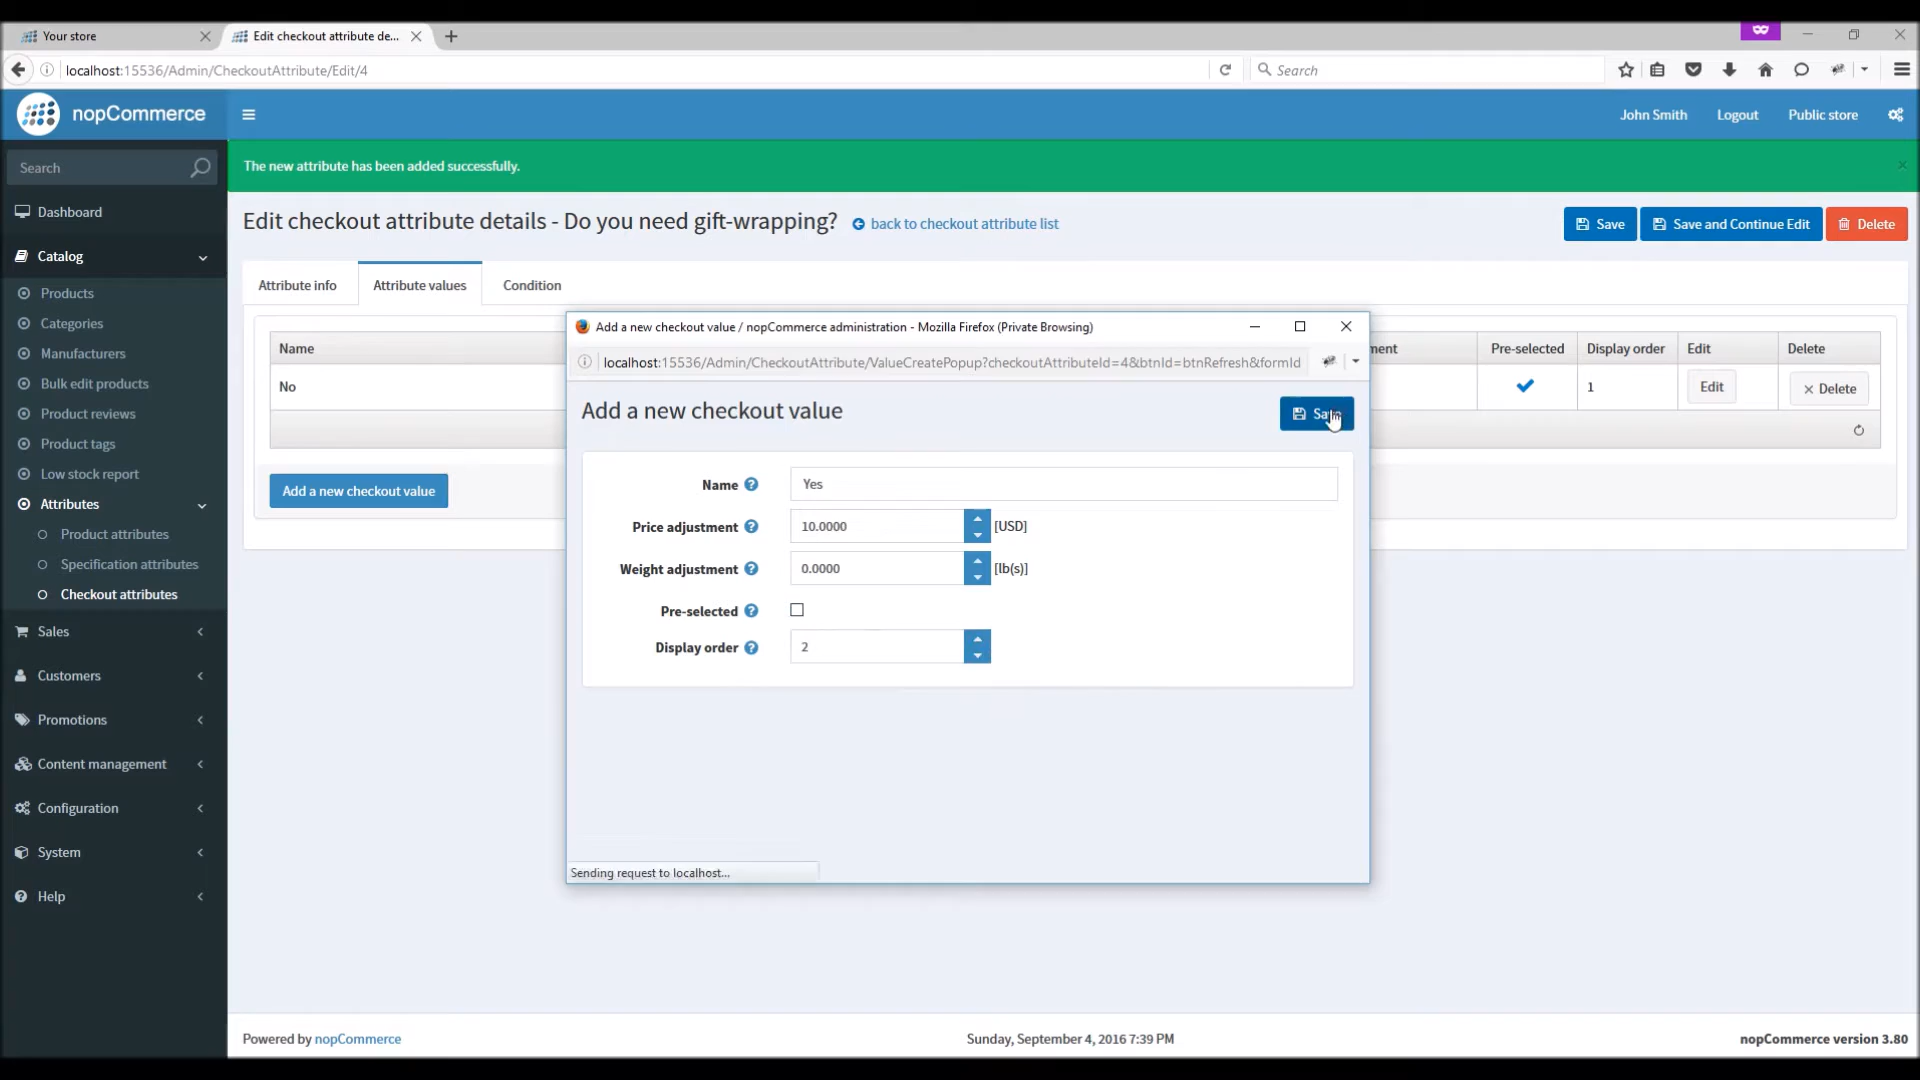 Your store
Edit checkout attribute de...
localhost:15536/Admin/CheckoutAttribute/Edit/4
Search
nopCommerce
John Smith
Logout
Public store
Search
The new attribute has been added successfully.
Dashboard
Catalog
Products
Categories
Manufacturers
Bulk edit products
Product reviews
Product tags
Low stock report
Attributes
Product attributes
Specification attributes
Checkout attributes
Sales
Customers
Promotions
Content management
Configuration
System
Help
Edit checkout attribute details - Do you need gift-wrapping?
back to checkout attribute list
Save
Save and Continue Edit
Delete
Attribute info
Attribute values
Condition
Name
Pre-selected
Display order
Edit
Delete
No
1
Edit
Delete
Add a new checkout value
Add a new checkout value / nopCommerce administration - Mozilla Firefox (Private Browsing)
localhost:15536/Admin/CheckoutAttribute/ValueCreatePopup?checkoutAttributeId=4&btnId=btnRefresh&formId
Add a new checkout value
Name
Yes
Price adjustment
10.0000
[USD]
Weight adjustment
0.0000
[lb(s)]
Pre-selected
Display order
2
Sending request to localhost...
Powered by nopCommerce
Sunday, September 4, 2016 7:39 PM
nopCommerce version 3.80